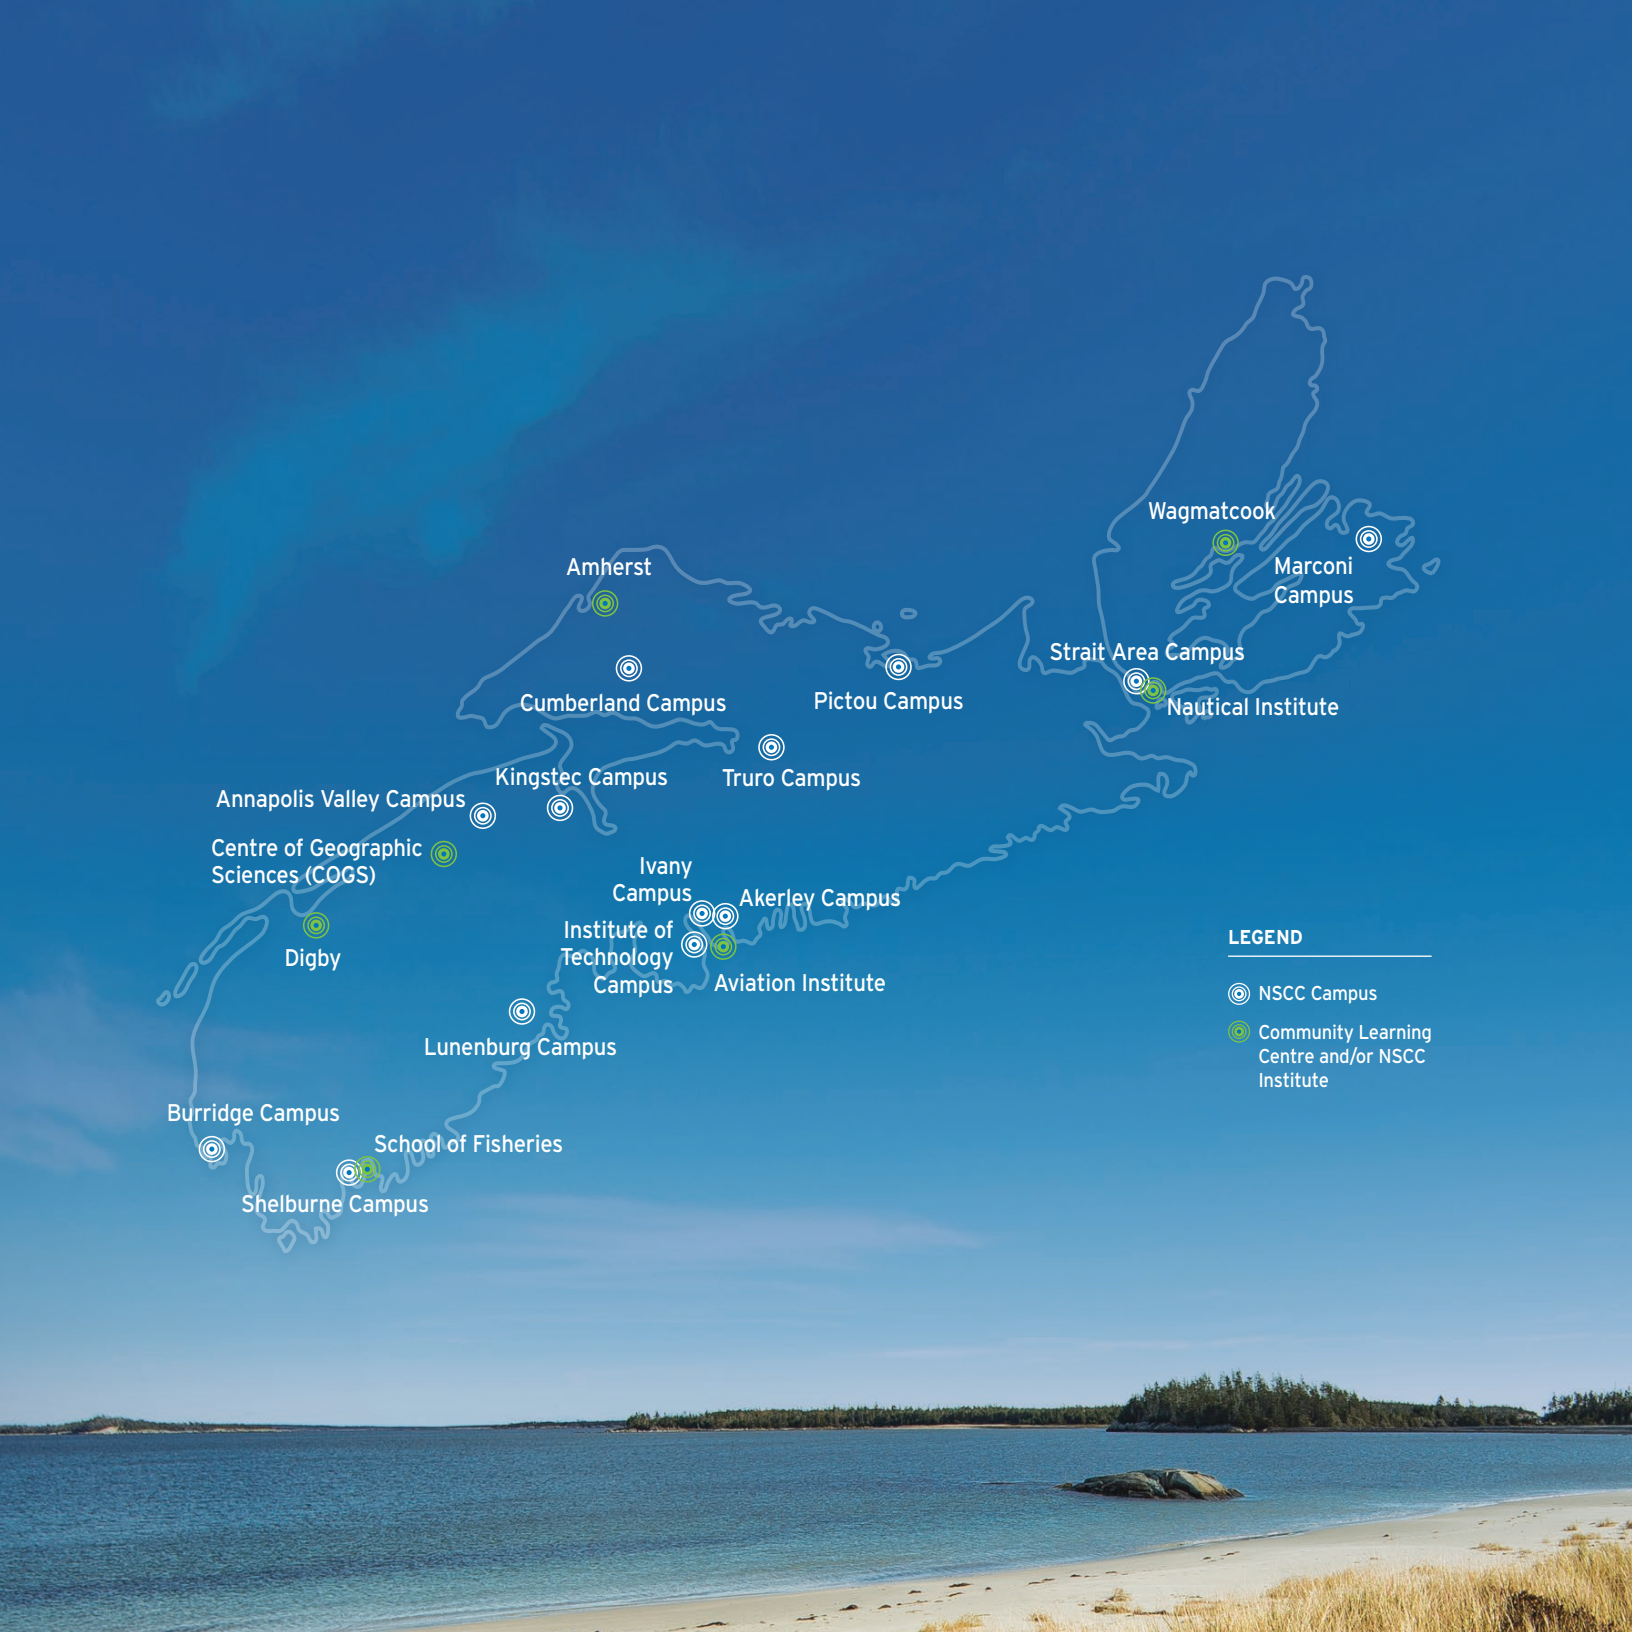 Wagmatcook
Marconi
Campus
Amherst
Strait Area Campus
Nautical Institute
Cumberland Campus
Pictou Campus
Kingstec Campus
Truro Campus
Annapolis Valley Campus
Centre of Geographic
Sciences (COGS)
Ivany
Campus
Akerley Campus
Institute of
Technology
Campus
Aviation Institute
Digby
Lunenburg Campus
Burridge Campus
School of Fisheries
Shelburne Campus
LEGEND
NSCC Campus
Community Learning
Centre and/or NSCC
Institute